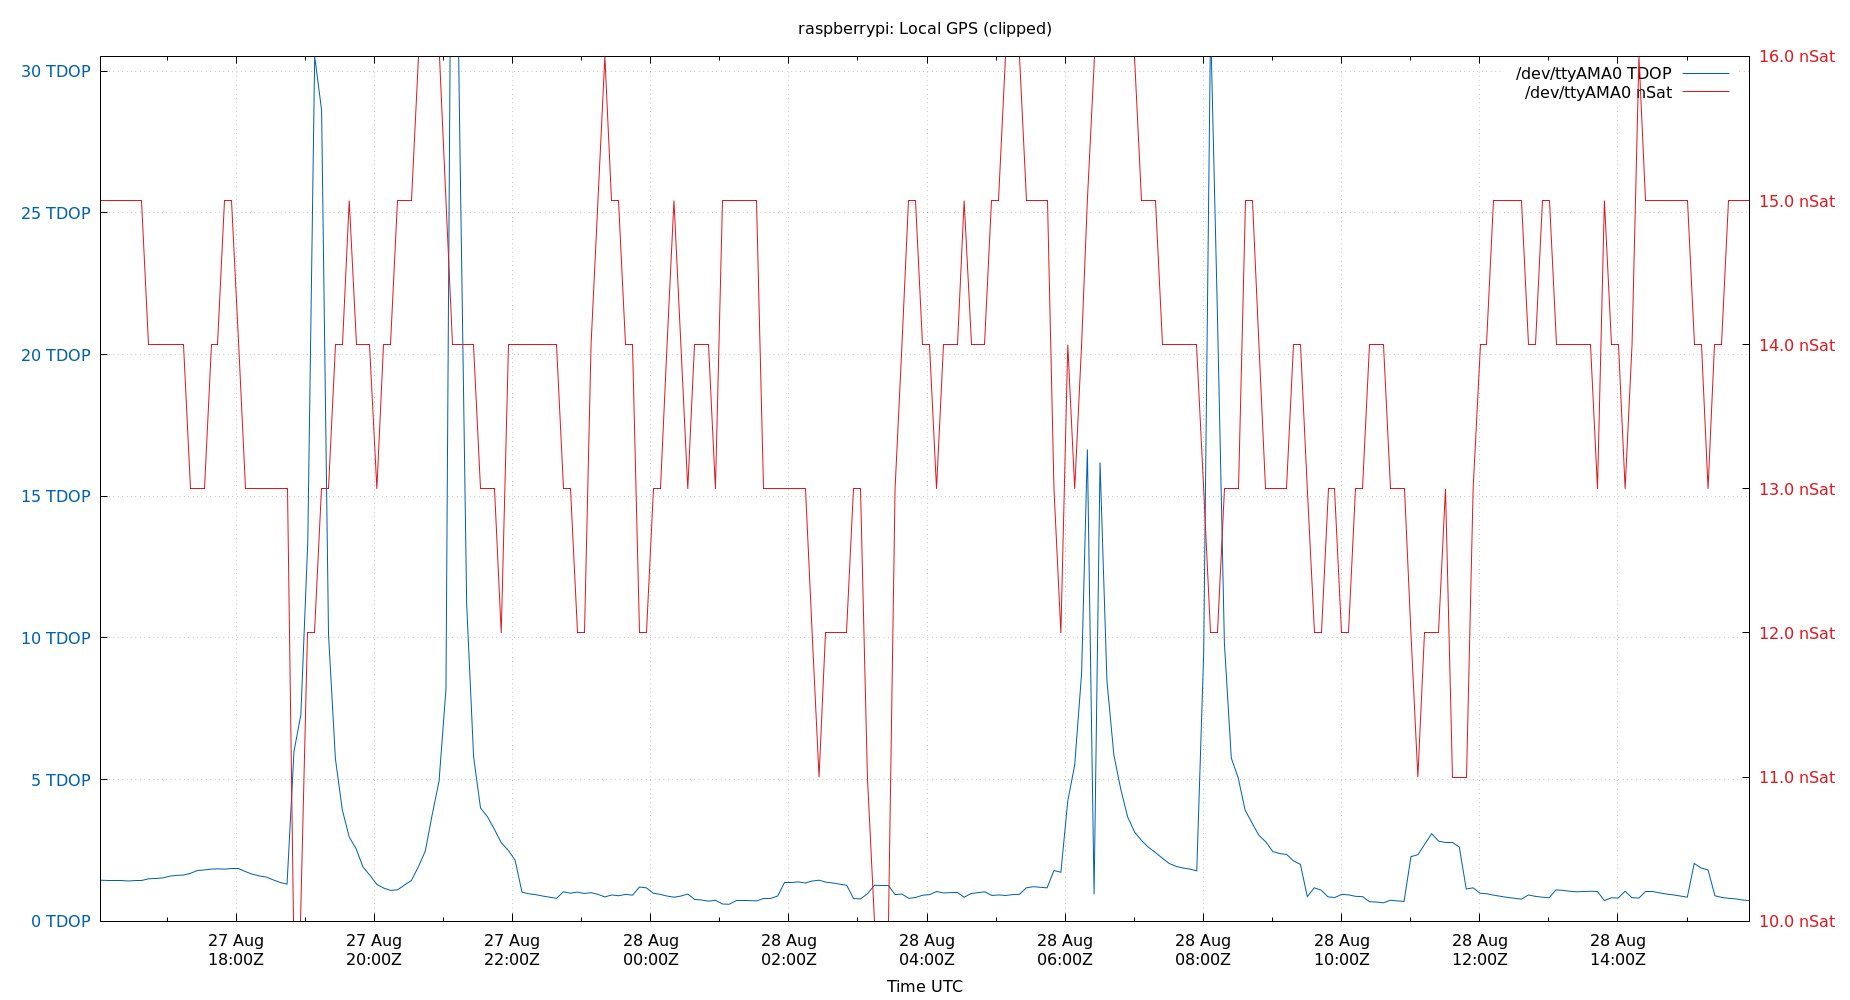 raspberrypi: Local GPS (clipped)
30 TDOP
25 TDOP
20 TDOP
15 TDOP
10 TDOP
5 TDOP
0 TDOP
/dev/ttyAMA0 TDOP
/dev/ttyAMA0 nSat
16.0 nSat
15.0 nSat
14.0 nSat
13.0 nSat
12.0 nSat
11.0 nSat
10.0 nSat
27 Aug
18:00Z
27 Aug
20:00Z
27 Aug
22:00Z
28 Aug
00:00Z
28 Aug
02:00Z
28 Aug
04:00Z
28 Aug
06:00Z
28 Aug
08:00Z
28 Aug
10:00Z
28 Aug
12:00Z
28 Aug
14:00Z
Time UTC